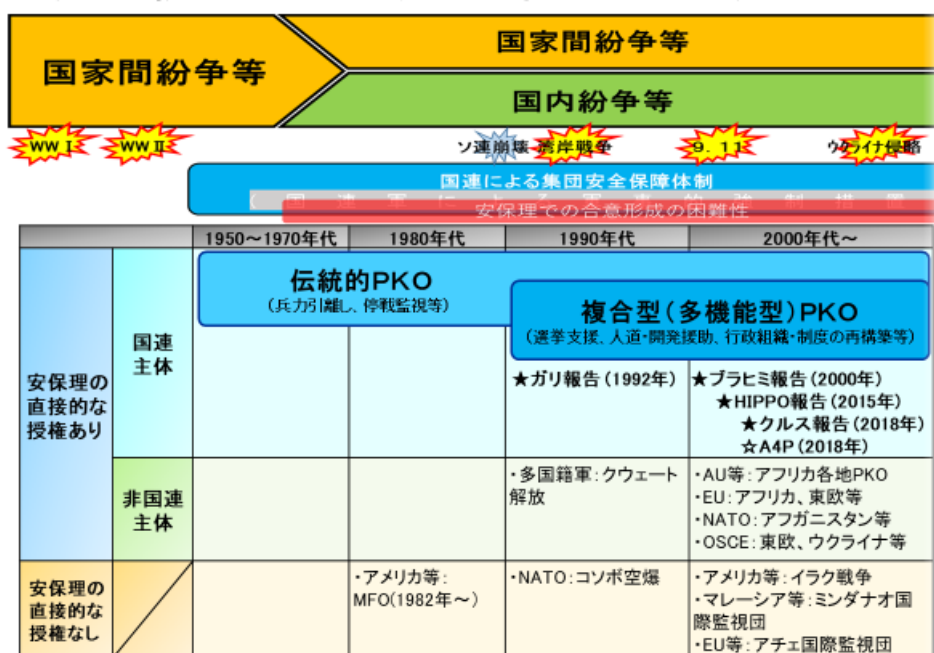 国家間紛争等
国家間紛争等
国内紛争等
WW Ⅰ
WW Ⅱ
ソ連崩壊
湾岸戦争
9.11
ウクライナ侵略
国連による集団安全保障体制
(国連軍による軍事的強制措置
安保理での合意形成の困難性
1950～1970年代
1980年代
1990年代
2000年代～
伝統的PKO
(兵力引離し、停戦監視等)
複合型(多機能型)PKO
(選挙支援、人道・開発援助、行政組織・制度の再構築等)
安保理の
直接的な
授権あり
国連
主体
★ガリ報告(1992年)
★ブラヒミ報告(2000年)
★HIPPO報告(2015年)
★クルス報告(2018年)
☆A4P(2018年)
非国連
主体
・多国籍軍:クウェート
解放
・AU等:アフリカ各地PKO
・EU:アフリカ、東欧等
・NATO:アフガニスタン等
・OSCE:東欧、ウクライナ等
安保理の
直接的な
授権なし
・アメリカ等:
MFO(1982年～)
・NATO:コソボ空爆
・アメリカ等:イラク戦争
・マレーシア等:ミンダナオ国
際監視団
・EU等:アチェ国際監視団